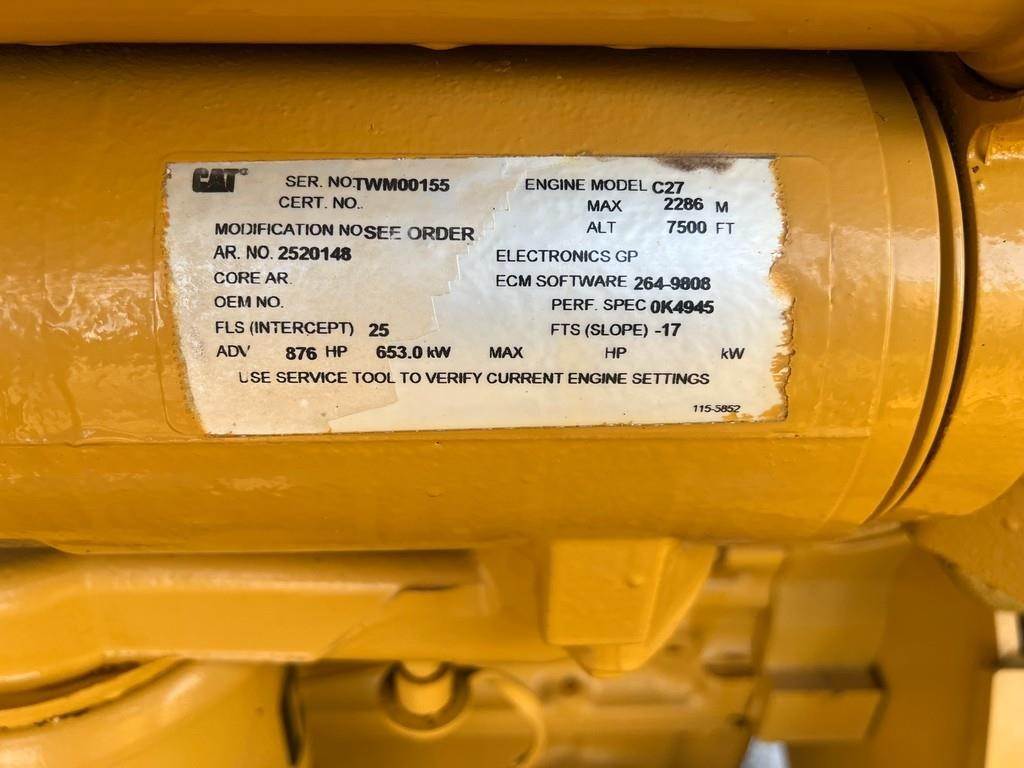 CAT SER. NO. TWM00155 ENGINE MODEL C27
CERT. NO. MAX 2286 M
MODIFICATION NO SEE ORDER ALT 7500 FT
AR. NO. 2520148 ELECTRONICS GP
CORE AR. ECM SOFTWARE 264-9808
OEM NO. PERF. SPEC 0K4945
FLS (INTERCEPT) 25 FTS (SLOPE) -17
ADV 876 HP 653.0 kW MAX HP kW
USE SERVICE TOOL TO VERIFY CURRENT ENGINE SETTINGS
115-5852